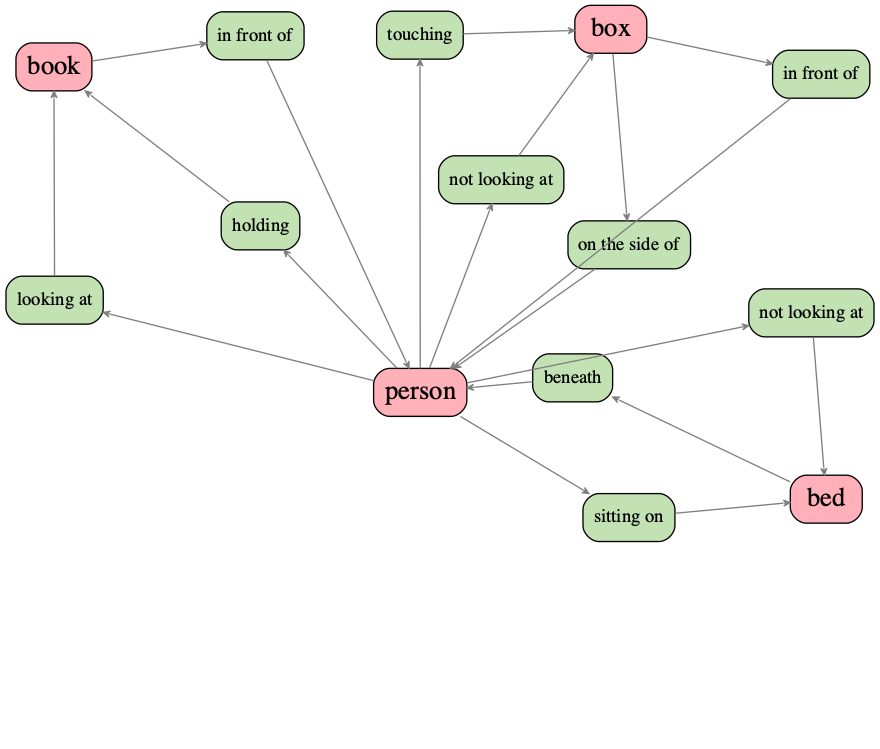 in front of
touching
box
book
in front of
not looking at
holding
on the side of
looking at
not looking at
beneath
person
bed
sitting on